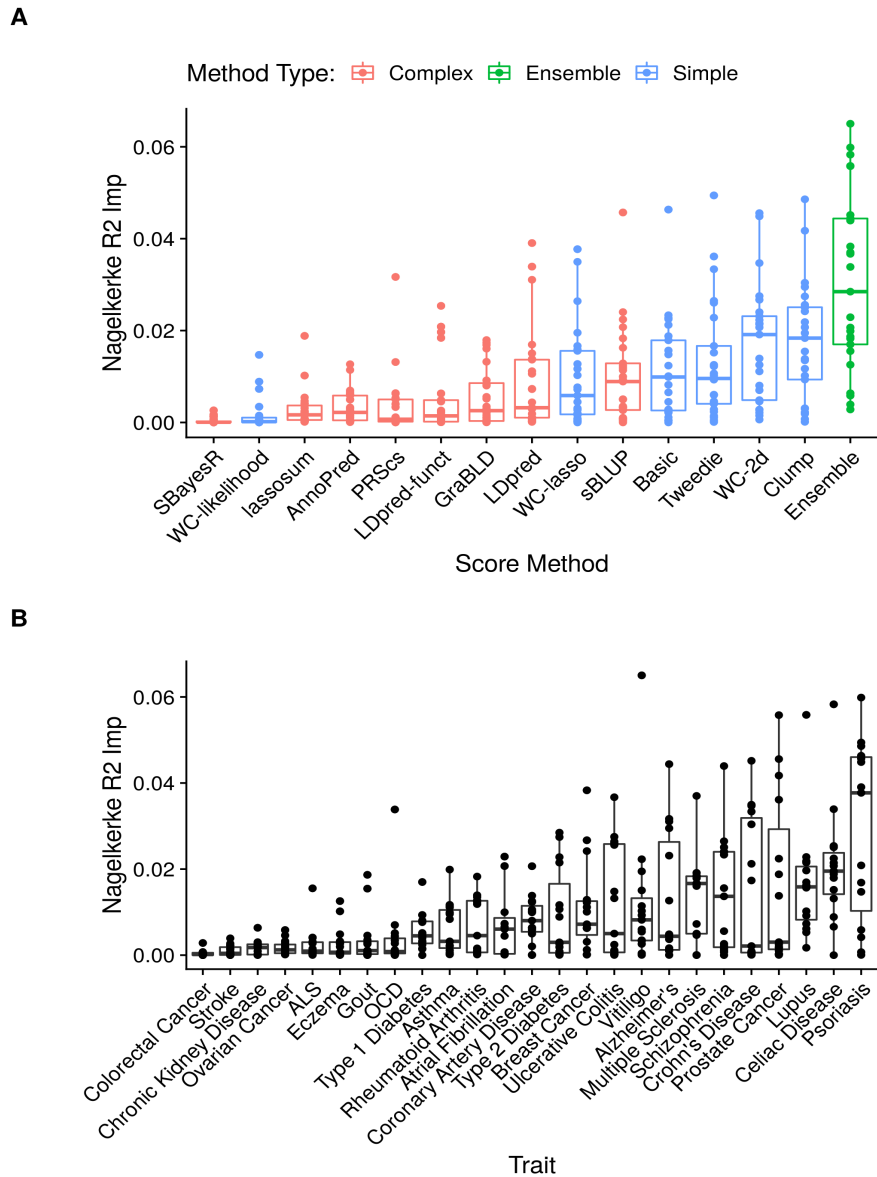 A
Method Type: Complex Ensemble Simple
Nagelkerke R2 Imp
0.06
0.04
0.02
0.00
SBayesR
WC-likelihood
lassosum
AnnoPred
PRScs
LDpred-funct
GraBLD
LDpred
WC-lasso
sBLUP
Basic
Tweedie
WC-2d
Clump
Ensemble
Score Method
B
Nagelkerke R2 Imp
0.06
0.04
0.02
0.00
Colorectal Cancer
Stroke
Chronic Kidney Disease
Ovarian Cancer
ALS
Eczema
Gout
OCD
Type 1 Diabetes
Asthma
Rheumatoid Arthritis
Atrial Fibrillation
Coronary Artery Disease
Type 2 Diabetes
Breast Cancer
Ulcerative Colitis
Vitiligo
Alzheimer's
Multiple Sclerosis
Schizophrenia
Crohn's Disease
Prostate Cancer
Lupus
Celiac Disease
Psoriasis
Trait